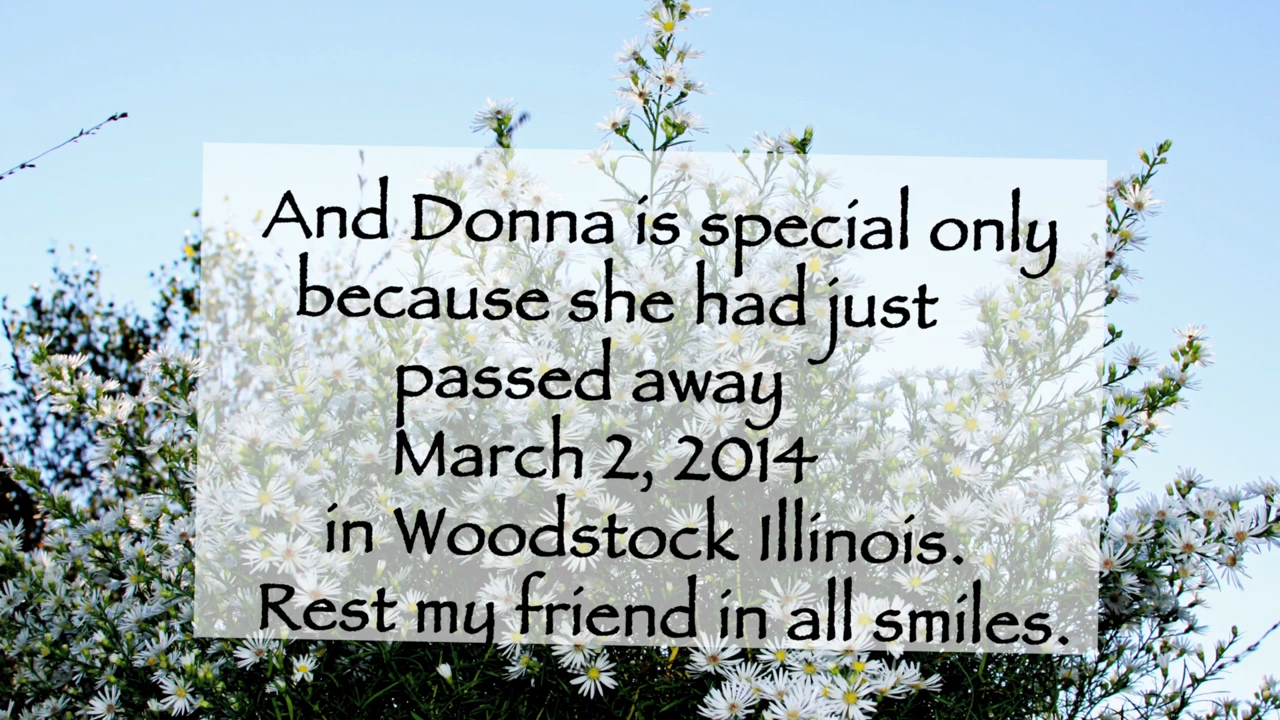 And Donna is special only
because she had just
passed away
March 2, 2014
in Woodstock Illinois.
Rest my friend in all smiles.